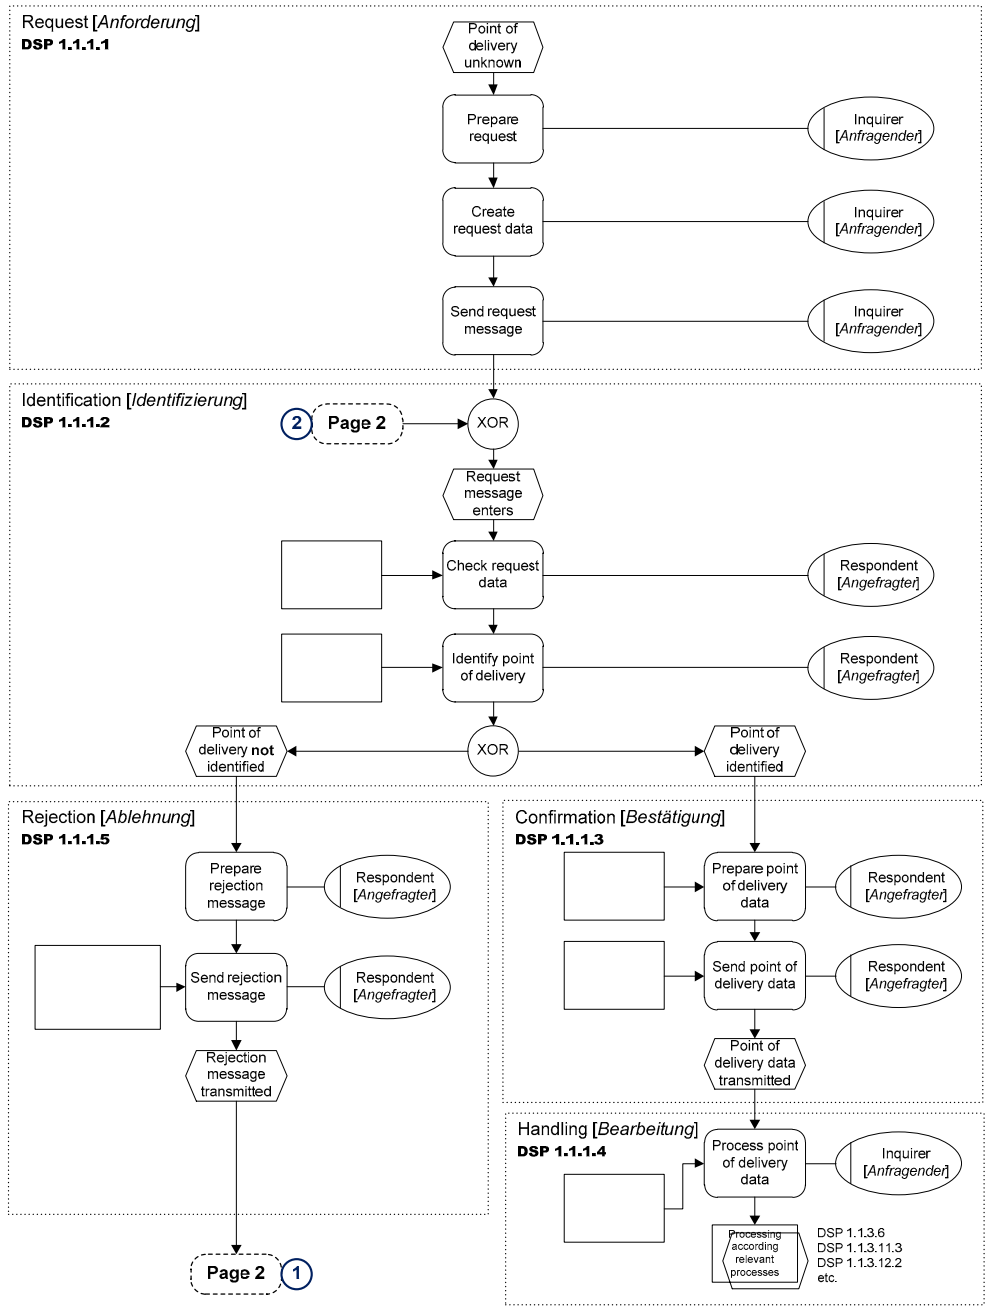 Request [Anforderung]
DSP 1.1.1.1
Point of
delivery
unknown
Prepare
request
Inquirer
[Anfragender]
Create
request data
Inquirer
[Anfragender]
Send request
message
Inquirer
[Anfragender]
Identification [Identifizierung]
DSP 1.1.1.2
2
Page 2
XOR
Request
message
enters
Check request
data
Respondent
[Angefragter]
Identify point
of delivery
Respondent
[Angefragter]
Point of
delivery not
identified
XOR
Point of
delivery
identified
Rejection [Ablehnung]
DSP 1.1.1.5
Prepare
rejection
message
Respondent
[Angefragter]
Send rejection
message
Respondent
[Angefragter]
Rejection
message
transmitted
Page 2
1
Confirmation [Bestätigung]
DSP 1.1.1.3
Prepare point
of delivery
data
Respondent
[Angefragter]
Send point of
delivery data
Respondent
[Angefragter]
Point of
delivery data
transmitted
Handling [Bearbeitung]
DSP 1.1.1.4
Process point
of delivery
data
Inquirer
[Anfragender]
Processing
according
relevant
processes
DSP 1.1.3.6
DSP 1.1.3.11.3
DSP 1.1.3.12.2
etc.